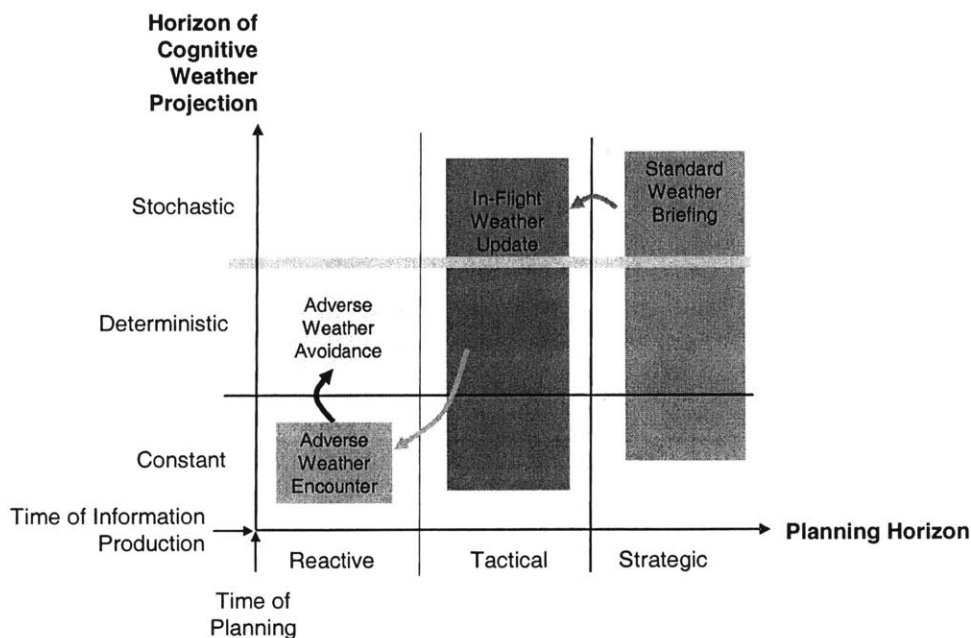 Horizon of
Cognitive
Weather
Projection
Stochastic
In-Flight
Weather
Update
Standard
Weather
Briefing
Deterministic
Adverse
Weather
Avoidance
Constant
Adverse
Weather
Encounter
Time of Information
Production
Planning Horizon
Reactive
Tactical
Strategic
Time of
Planning